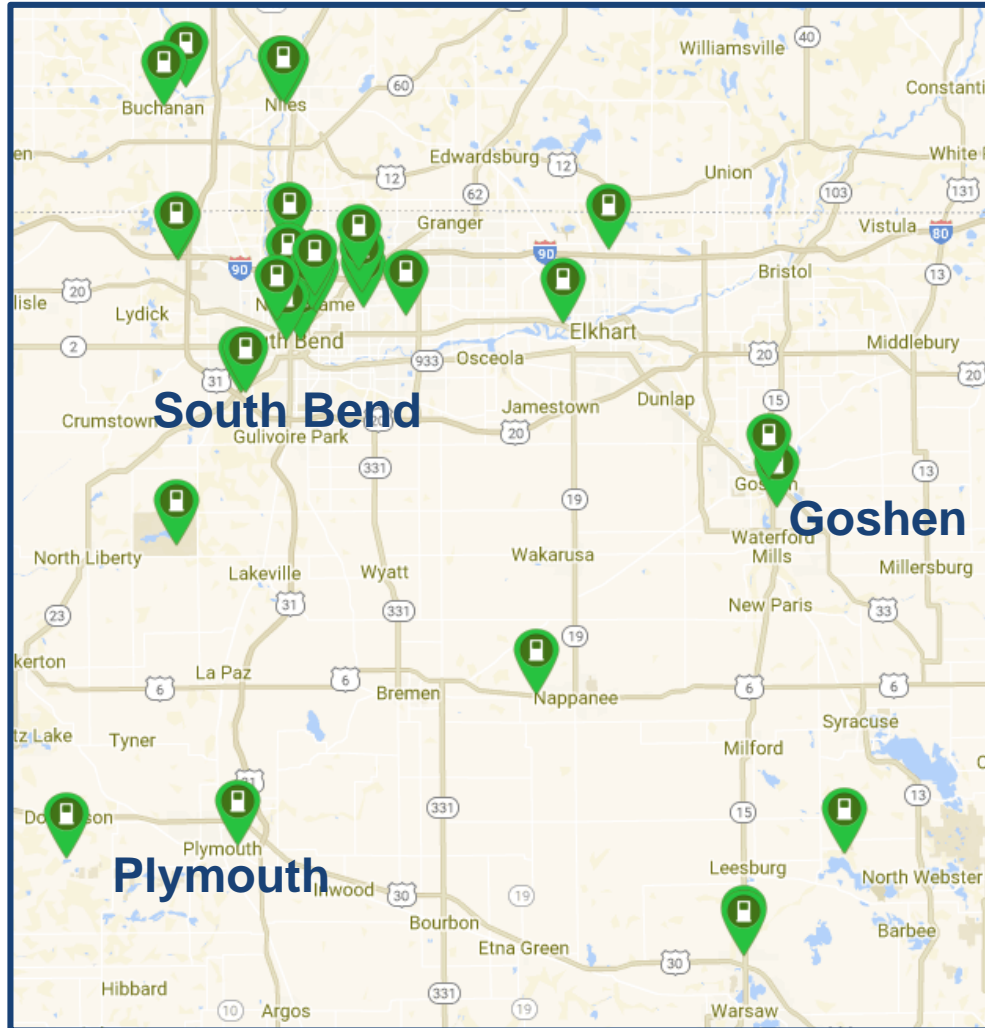 Williamsville
40
Buchanan
Niles
60
Constanti
en
Edwardsburg
12
12
Union
White P
62
103
131
Granger
Vistula
80
90
90
Bristol
13
20
lisle
Lydick
Elkhart
Middlebury
2
uth Bend
Osceola
933
20
20
31
South Bend
Jamestown
Dunlap
15
Crumstown
20
Gulivoire Park
20
331
13
19
Goshen
Waterford
Mills
North Liberty
Wakarusa
Millersburg
Lakeville
Wyatt
31
331
New Paris
33
23
19
kerton
La Paz
6
6
Bremen
Nappanee
6
6
Syracuse
tz Lake
Tyner
Milford
13
331
15
Plymouth
Plymouth
Leesburg
North Webster
Inwood
30
19
Bourbon
Barbee
Etna Green
30
Hibbard
331
10
Argos
19
Warsaw